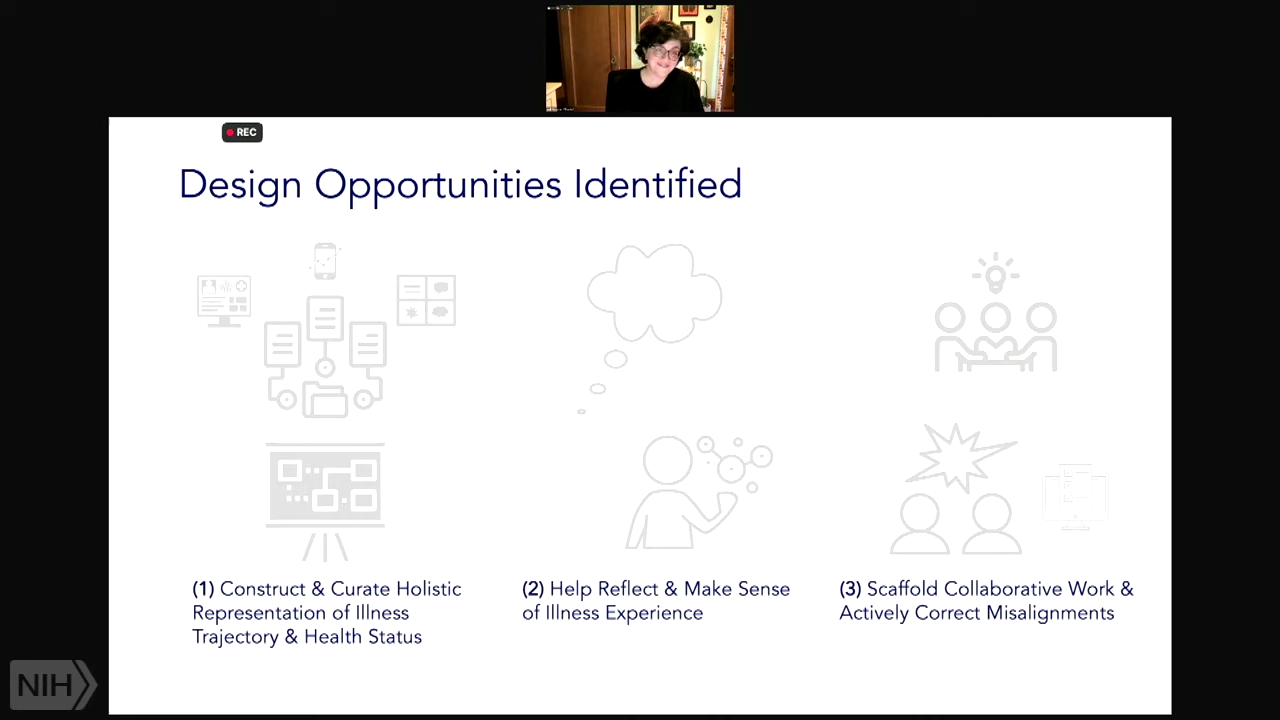 REC
Design Opportunities Identified
(1) Construct & Curate Holistic
Representation of Illness
Trajectory & Health Status
(2) Help Reflect & Make Sense
of Illness Experience
(3) Scaffold Collaborative Work &
Actively Correct Misalignments
NIH